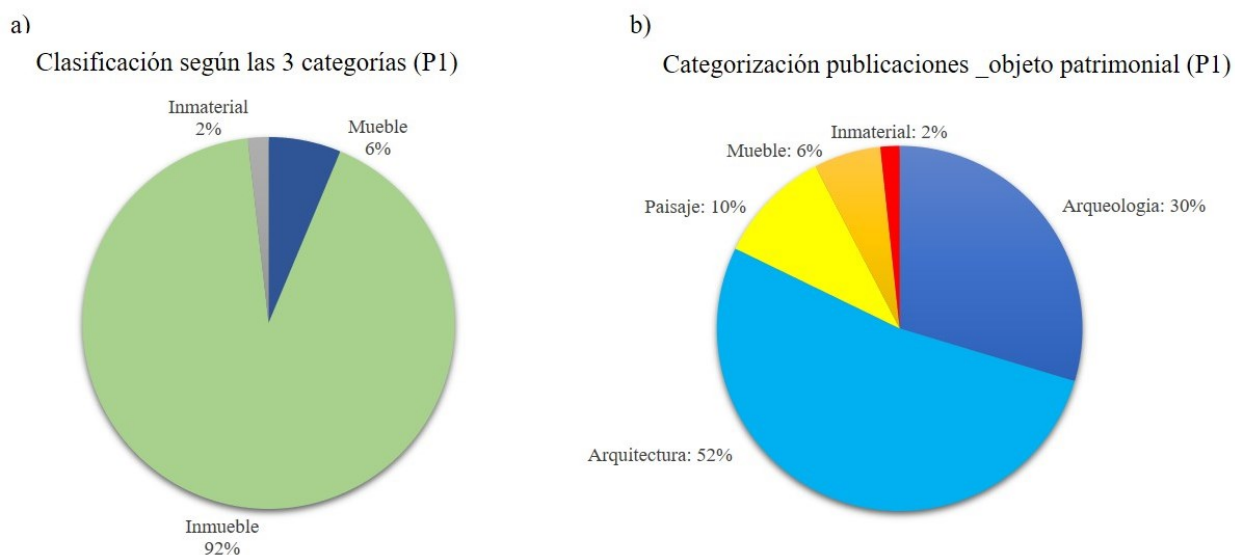 a)
Clasificación según las 3 categorías (P1)
Inmaterial
2%
Mueble
6%
Inmueble
92%
b)
Categorización publicaciones _objeto patrimonial (P1)
Inmaterial: 2%
Mueble: 6%
Paisaje: 10%
Arqueologia: 30%
Arquitectura: 52%